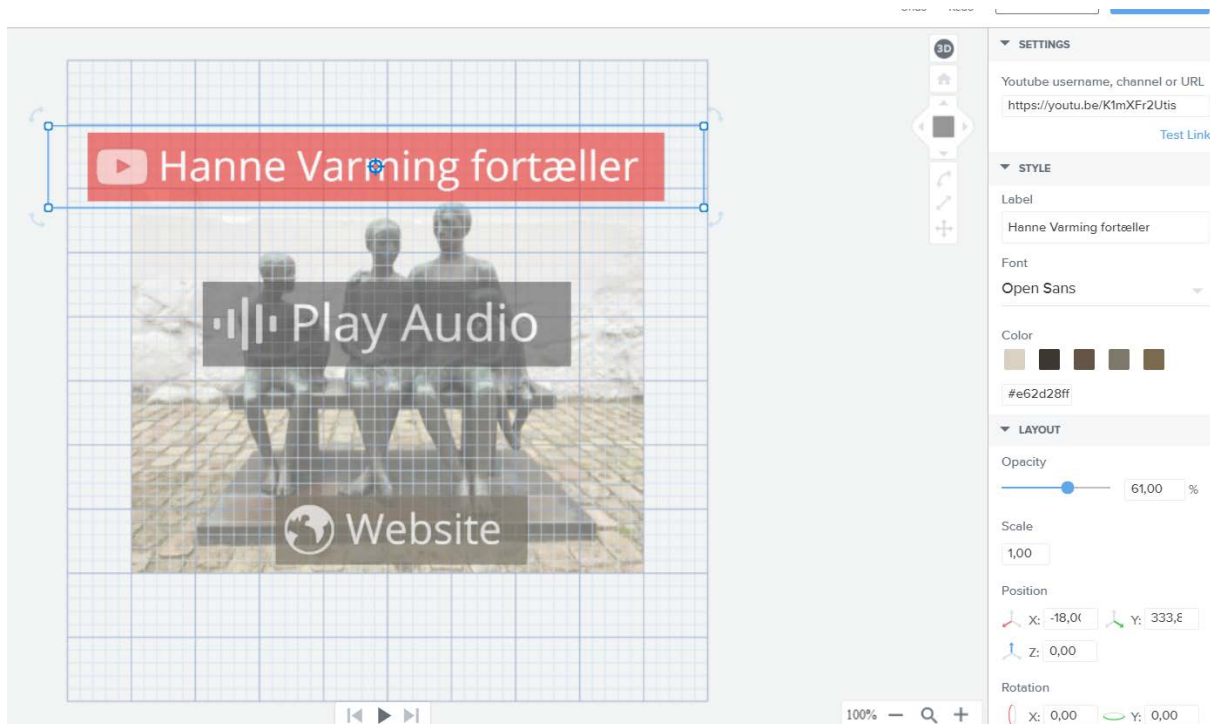 3D
Hanne Varming fortæller
Play Audio
Website
100%
SETTINGS
Youtube username, channel or URL
https://youtu.be/K1mXFr2Utis
Test Link
STYLE
Label
Hanne Varming fortæller
Font
Open Sans
Color
#e62d28ff
LAYOUT
Opacity
61,00 %
Scale
1,00
Position
X: -18,0 Y: 333,8
Z: 0,00
Rotation
X: 0,00 Y: 0,00